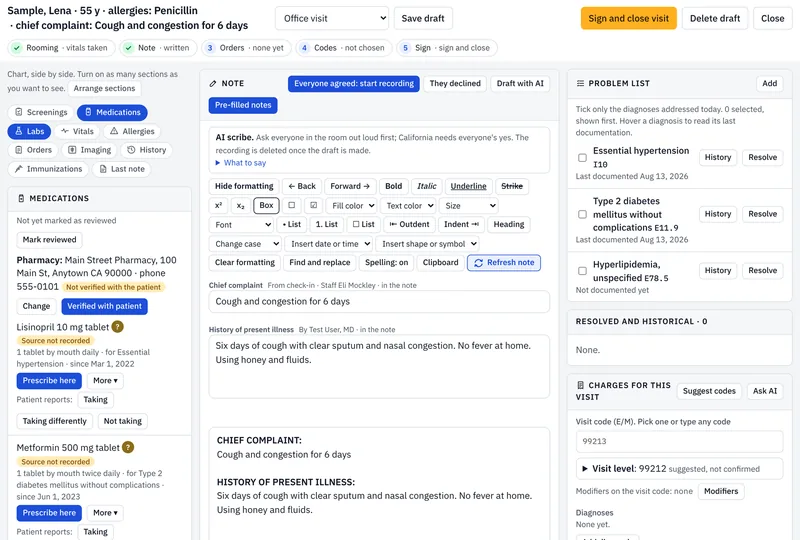 Sample, Lena · 55 y · allergies: Penicillin
· chief complaint: Cough and congestion for 6 days
Office visit
Save draft
Sign and close visit
Delete draft
Close
✓ Rooming · vitals taken
✓ Note · written
3 Orders · none yet
4 Codes · not chosen
5 Sign · sign and close
Chart, side by side. Turn on as many sections as
you want to see. Arrange sections
Screenings
Medications
Labs
Vitals
Allergies
Orders
Imaging
History
Immunizations
Last note
MEDICATIONS
Not yet marked as reviewed
Mark reviewed
Pharmacy: Main Street Pharmacy, 100
Main St, Anytown CA 90000 · phone
555-0101 Not verified with the patient
Change
Verified with patient
Lisinopril 10 mg tablet ?
Source not recorded
1 tablet by mouth daily · for Essential
hypertension · since Mar 1, 2022
Prescribe here
More ▾
Patient reports: Taking
Taking differently
Not taking
Metformin 500 mg tablet ?
Source not recorded
1 tablet by mouth twice daily · for Type 2
diabetes mellitus without complications ·
since Jun 1, 2023
Prescribe here
More ▾
Patient reports: Taking
NOTE
Everyone agreed: start recording
They declined
Draft with AI
Pre-filled notes
AI scribe. Ask everyone in the room out loud first; California needs everyone's yes. The
recording is deleted once the draft is made.
▶ What to say
Hide formatting
← Back
Forward →
Bold
Italic
Underline
Strike
x²
x₂
Box
☐
☑
Fill color
Text color
Size
Font
• List
1. List
☐ List
⇤ Outdent
Indent ⇥
Heading
Change case
Insert date or time
Insert shape or symbol
Clear formatting
Find and replace
Spelling: on
Clipboard
Refresh note
Chief complaint From check-in · Staff Eli Mockley · in the note
Cough and congestion for 6 days
History of present illness By Test User, MD · in the note
Six days of cough with clear sputum and nasal congestion. No fever at home.
Using honey and fluids.
CHIEF COMPLAINT:
Cough and congestion for 6 days
HISTORY OF PRESENT ILLNESS:
Six days of cough with clear sputum and nasal congestion. No fever at home.
Using honey and fluids.
PROBLEM LIST
Add
Tick only the diagnoses addressed today. 0 selected,
shown first. Hover a diagnosis to read its last
documentation.
Essential hypertension
I10
History
Resolve
Last documented Aug 13, 2026
Type 2 diabetes
mellitus without
complications E11.9
History
Resolve
Last documented Aug 13, 2026
Hyperlipidemia,
unspecified E78.5
History
Resolve
Not documented yet
RESOLVED AND HISTORICAL · 0
None.
CHARGES FOR THIS
VISIT
Suggest codes
Ask AI
Visit code (E/M). Pick one or type any code
99213
▶ Visit level: 99212 suggested, not confirmed
Modifiers on the visit code: none Modifiers
Diagnoses
None yet.